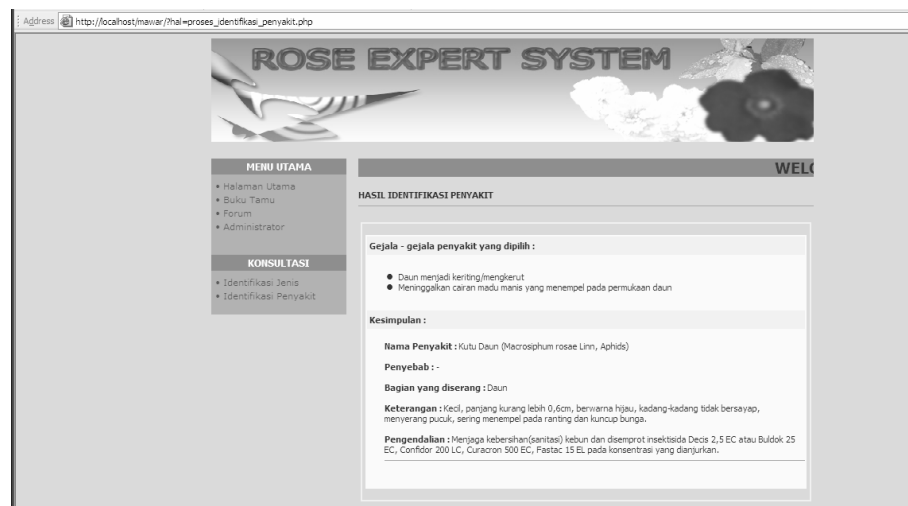 Address http://localhost/mawar/?hal=proses_identifikasi_penyakit.php
ROSE EXPERT SYSTEM
MENU UTAMA
• Halaman Utama
• Buku Tamu
• Forum
• Administrator
KONSULTASI
• Identifikasi Jenis
• Identifikasi Penyakit
WELC
HASIL IDENTIFIKASI PENYAKIT
Gejala - gejala penyakit yang dipilih :
● Daun menjadi keriting/mengkerut
● Meninggalkan cairan madu manis yang menempel pada permukaan daun
Kesimpulan :
Nama Penyakit : Kutu Daun (Macrosiphum rosae Linn, Aphids)
Penyebab : -
Bagian yang diserang : Daun
Keterangan : Kecil, panjang kurang lebih 0,6cm, berwarna hijau, kadang-kadang tidak bersayap,
menyerang pucuk, sering menempel pada ranting dan kuncup bunga.
Pengendalian : Menjaga kebersihan(sanitasi) kebun dan disemprot insektisida Decis 2,5 EC atau Buldok 25
EC, Confidor 200 LC, Curacron 500 EC, Fastac 15 EL pada konsentrasi yang dianjurkan.